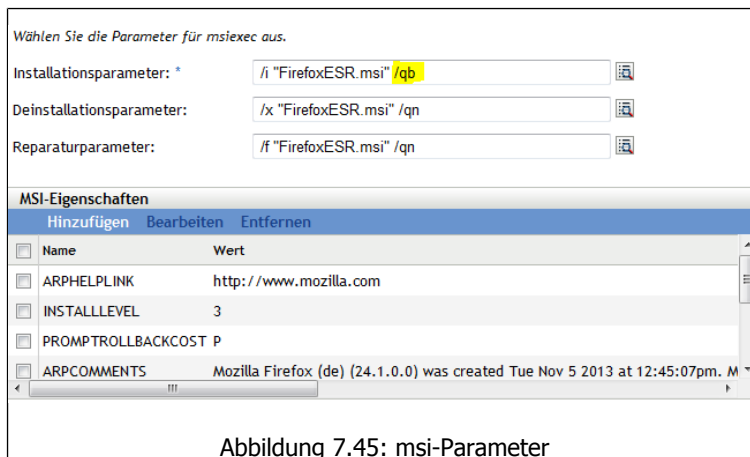 Wählen Sie die Parameter für msiexec aus.
Installationsparameter: * /i "FirefoxESR.msi" /qb
Deinstallationsparameter: /x "FirefoxESR.msi" /qn
Reparaturparameter: /f "FirefoxESR.msi" /qn
MSI-Eigenschaften
Hinzufügen Bearbeiten Entfernen
Name Wert
ARPHELPLINK http://www.mozilla.com
INSTALLLEVEL 3
PROMPTROLLBACKCOST P
ARPCOMMENTS Mozilla Firefox (de) (24.1.0.0) was created Tue Nov 5 2013 at 12:45:07pm. M
Abbildung 7.45: msi-Parameter